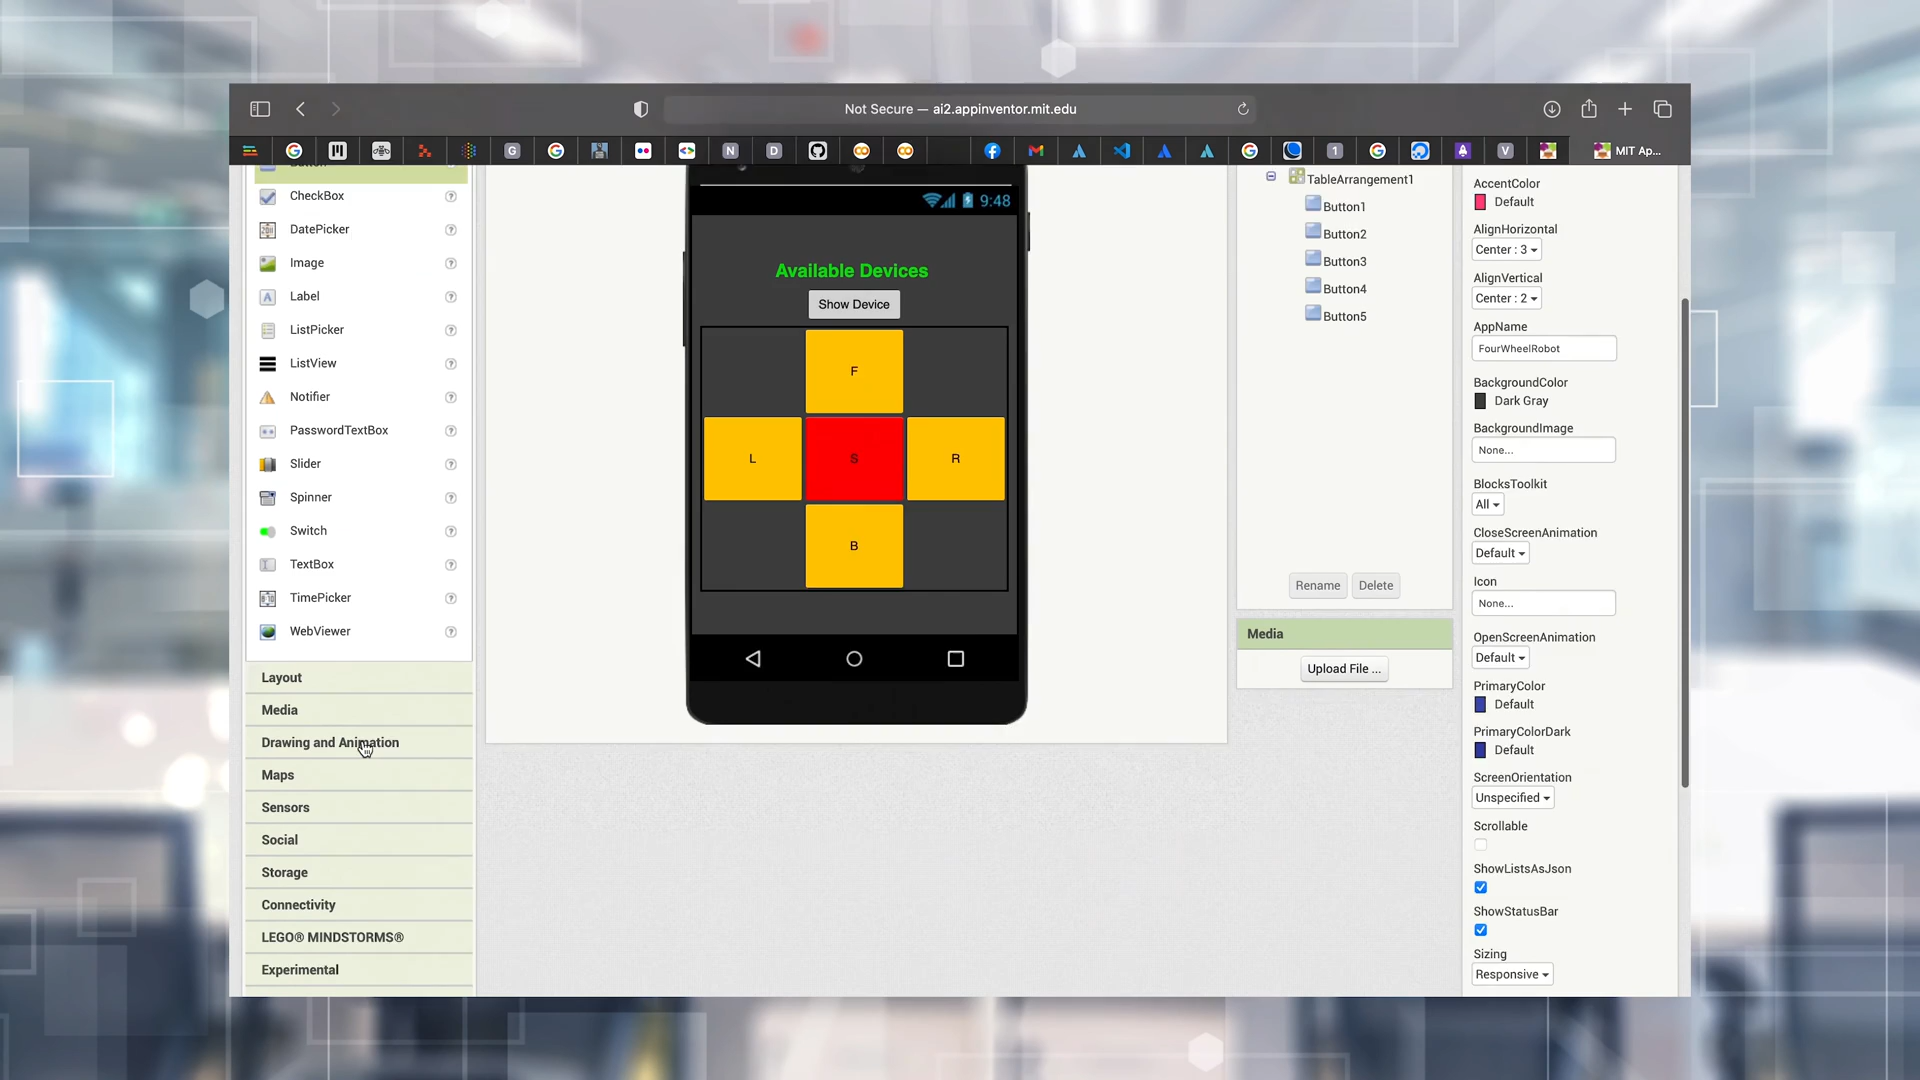 Not Secure — ai2.appinventor.mit.edu
MIT Ap...
CheckBox
DatePicker
Image
Label
ListPicker
ListView
Notifier
PasswordTextBox
Slider
Spinner
Switch
TextBox
TimePicker
WebViewer
Layout
Media
Drawing and Animation
Maps
Sensors
Social
Storage
Connectivity
LEGO® MINDSTORMS®
Experimental
9:48
Available Devices
Show Device
F
L S R
B
TableArrangement1
Button1
Button2
Button3
Button4
Button5
Rename Delete
Media
Upload File ...
AccentColor
Default
AlignHorizontal
Center : 3
AlignVertical
Center : 2
AppName
FourWheelRobot
BackgroundColor
Dark Gray
BackgroundImage
None...
BlocksToolkit
All
CloseScreenAnimation
Default
Icon
None...
OpenScreenAnimation
Default
PrimaryColor
Default
PrimaryColorDark
Default
ScreenOrientation
Unspecified
Scrollable
ShowListsAsJson
ShowStatusBar
Sizing
Responsive